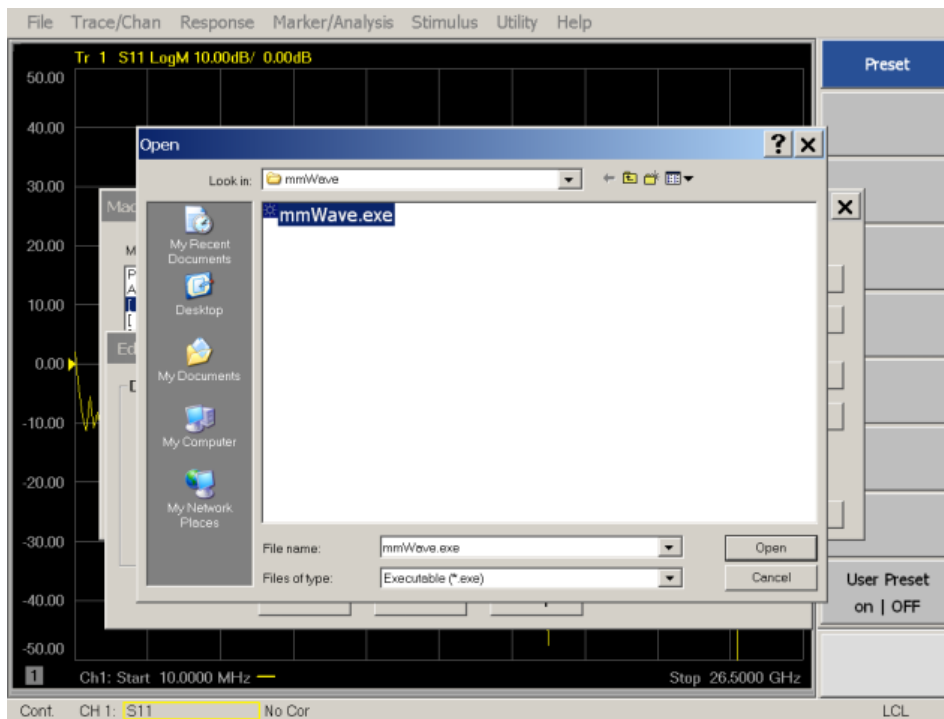 File Trace/Chan Response Marker/Analysis Stimulus Utility Help
Tr 1 S11 LogM 10.00dB/ 0.00dB
Preset
50.00
40.00
30.00
20.00
10.00
0.00
-10.00
-20.00
-30.00
-40.00
-50.00
Open
Look in: mmWave
mmWave.exe
My Recent
Documents
Desktop
My Documents
My Computer
My Network
Places
File name: mmWave.exe
Open
Files of type: Executable (*.exe)
Cancel
Mac
M
P
A
[
[
Ed
User Preset
on | OFF
1 Ch1: Start 10.0000 MHz
Stop 26.5000 GHz
Cont. CH 1: S11 No Cor LCL